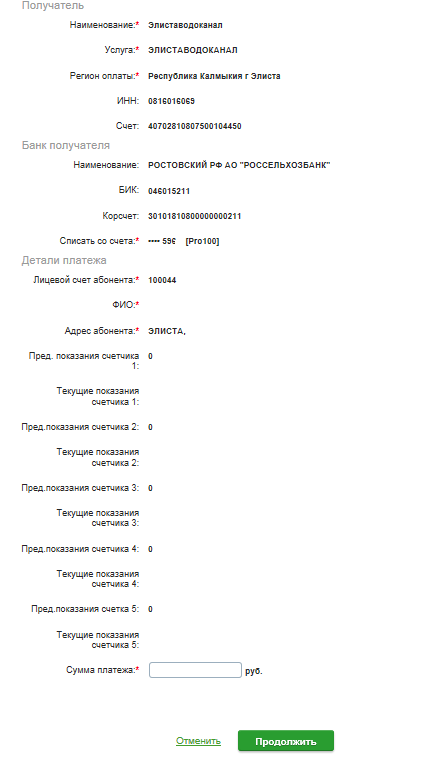 Получатель
Наименование:* Элиставодоканал
Услуга:* ЭЛИСТАВОДОКАНАЛ
Регион оплаты:* Республика Калмыкия г Элиста
ИНН: 0816016069
Счет: 40702810807500104450
Банк получателя
Наименование: РОСТОВСКИЙ РФ АО "РОССЕЛЬХОЗБАНК"
БИК: 046015211
Корсчет: 30101810800000000211
Списать со счета:* •••• 596 [Pro100]
Детали платежа
Лицевой счет абонента:* 100044
ФИО:*
Адрес абонента:* ЭЛИСТА,
Пред. показания счетчика 0
1:
Текущие показания
счетчика 1:
Пред.показания счетчика 2: 0
Текущие показания
счетчика 2:
Пред.показания счетчика 3: 0
Текущие показания
счетчика 3:
Пред.показания счетчика 4: 0
Текущие показания
счетчика 4:
Пред.показания счетка 5: 0
Текущие показания
счетчика 5:
Сумма платежа:* руб.
Отменить Продолжить